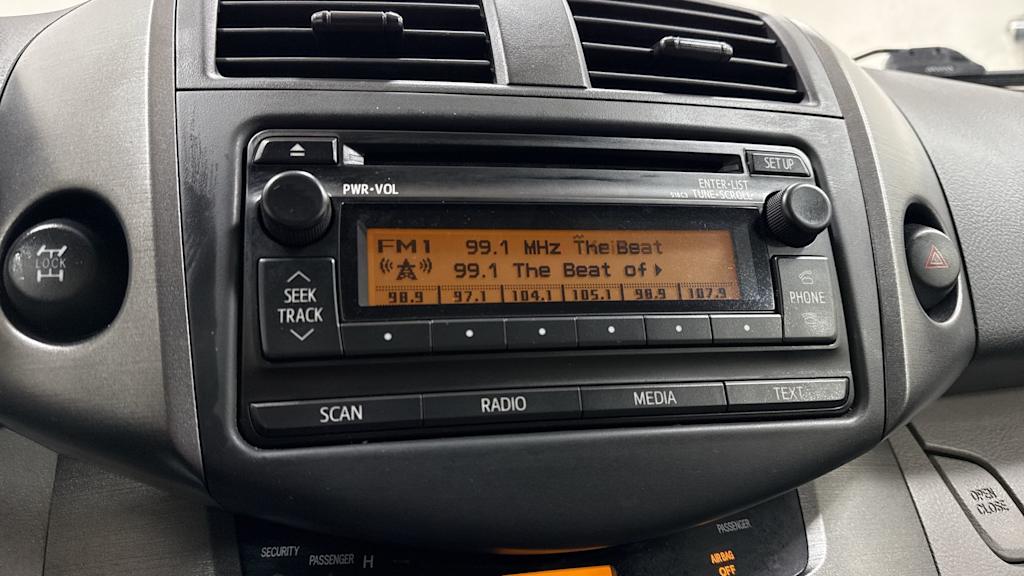 SET UP
PWR•VOL
ENTER•LIST
TUNE•SCROLL
LOCK
FM1 99.1 MHz The Beat
99.1 The Beat of
98.9 97.1 104.1 105.1 98.9 107.9
SEEK
TRACK
PHONE
SCAN RADIO MEDIA TEXT
OPEN
CLOSE
SECURITY PASSENGER H
PASSENGER
AIRBAG
OFF